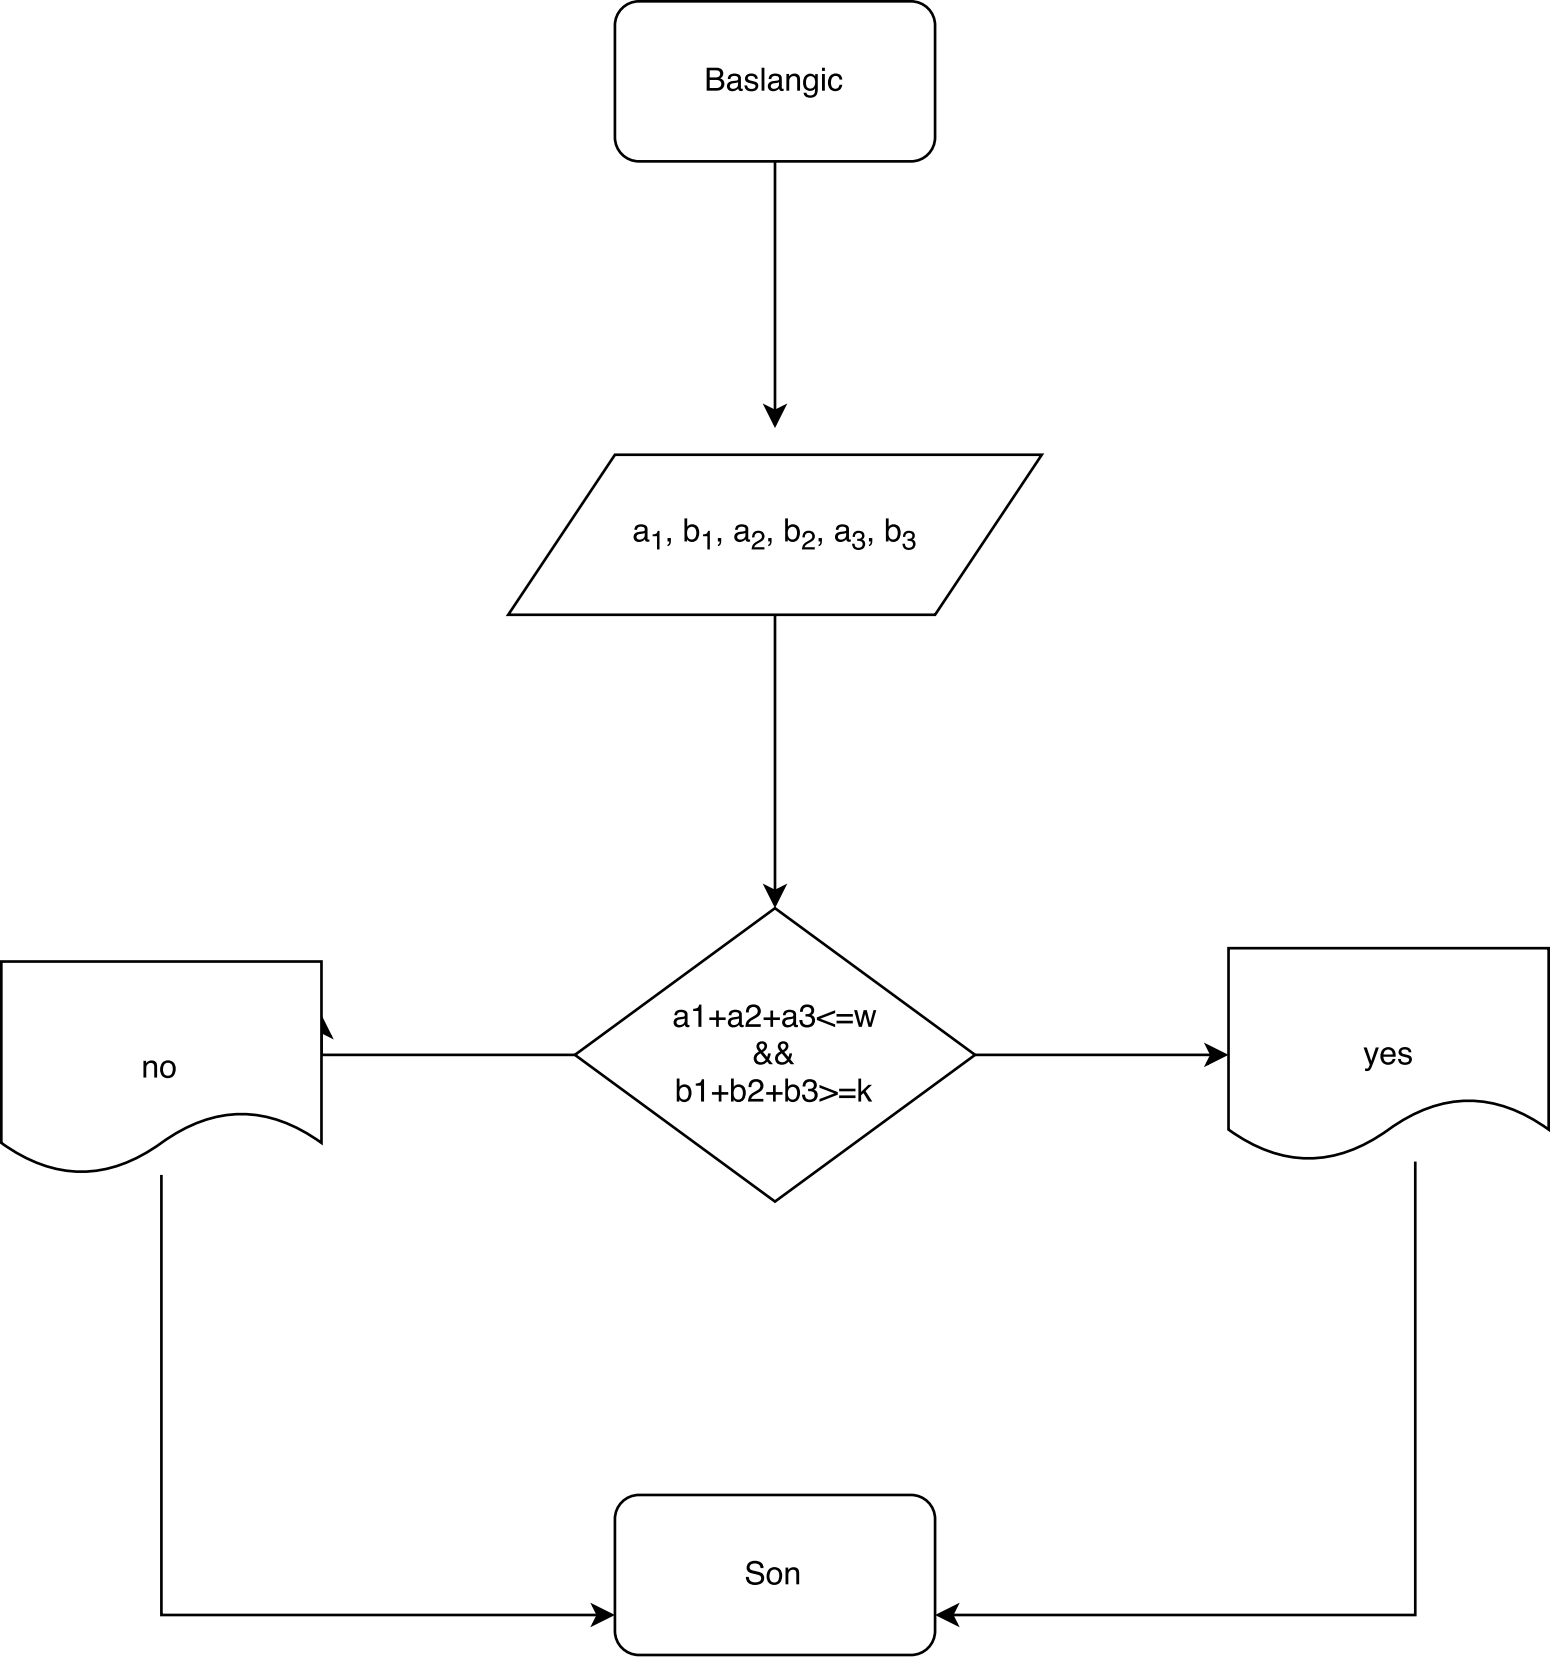 Baslangic
a₁, b₁, a₂, b₂, a₃, b₃
a1+a2+a3<=w
&&
b1+b2+b3>=k
no
yes
Son